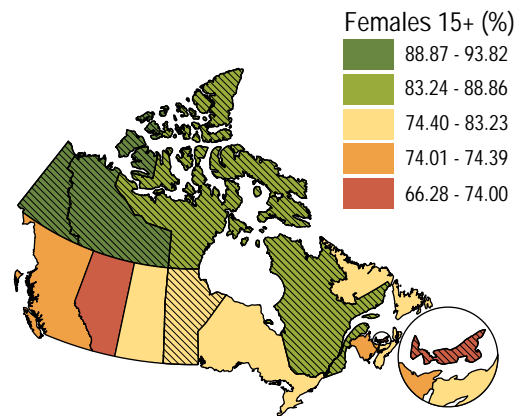 Females 15+ (%)
88.87 - 93.82
83.24 - 88.86
74.40 - 83.23
74.01 - 74.39
66.28 - 74.00